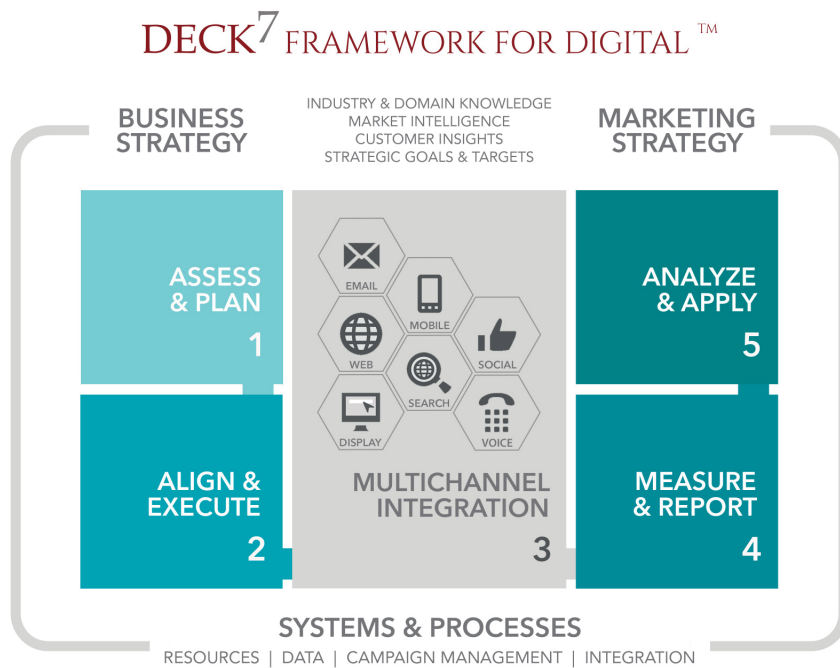 DECK7 FRAMEWORK FOR DIGITAL ™
BUSINESS
STRATEGY
INDUSTRY & DOMAIN KNOWLEDGE
MARKET INTELLIGENCE
CUSTOMER INSIGHTS
STRATEGIC GOALS & TARGETS
MARKETING
STRATEGY
ASSESS
& PLAN
1
ALIGN &
EXECUTE
2
EMAIL
MOBILE
WEB
SOCIAL
SEARCH
DISPLAY
VOICE
MULTICHANNEL
INTEGRATION
3
MEASURE
& REPORT
4
ANALYZE
& APPLY
5
SYSTEMS & PROCESSES
RESOURCES | DATA | CAMPAIGN MANAGEMENT | INTEGRATION